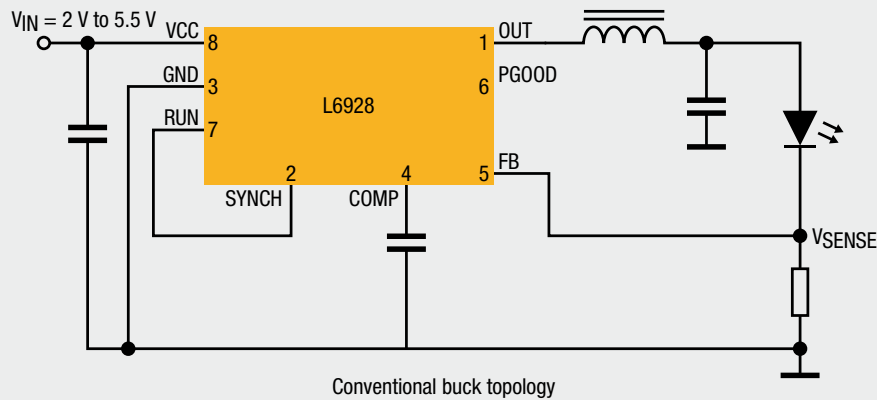 VIN = 2 V to 5.5 V
VCC
8
1
OUT
GND
3
6
PGOOD
L6928
RUN
7
2
4
5
FB
SYNCH
COMP
VSENSE
Conventional buck topology